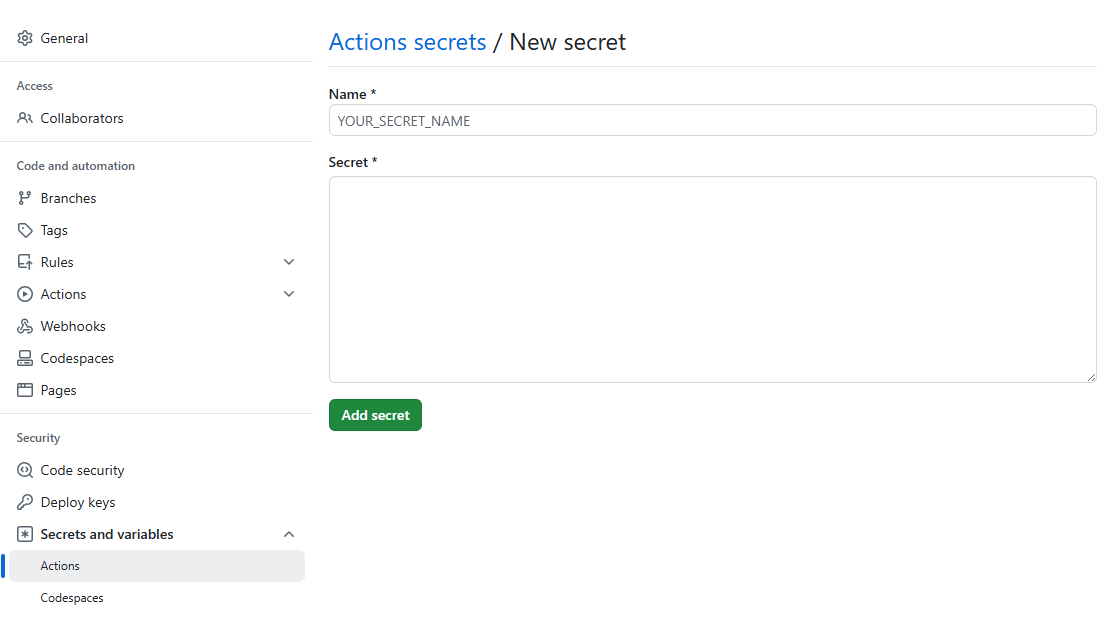 General
Access
Collaborators
Code and automation
Branches
Tags
Rules
Actions
Webhooks
Codespaces
Pages
Security
Code security
Deploy keys
Secrets and variables
Actions
Codespaces
Actions secrets / New secret
Name *
YOUR_SECRET_NAME
Secret *
Add secret